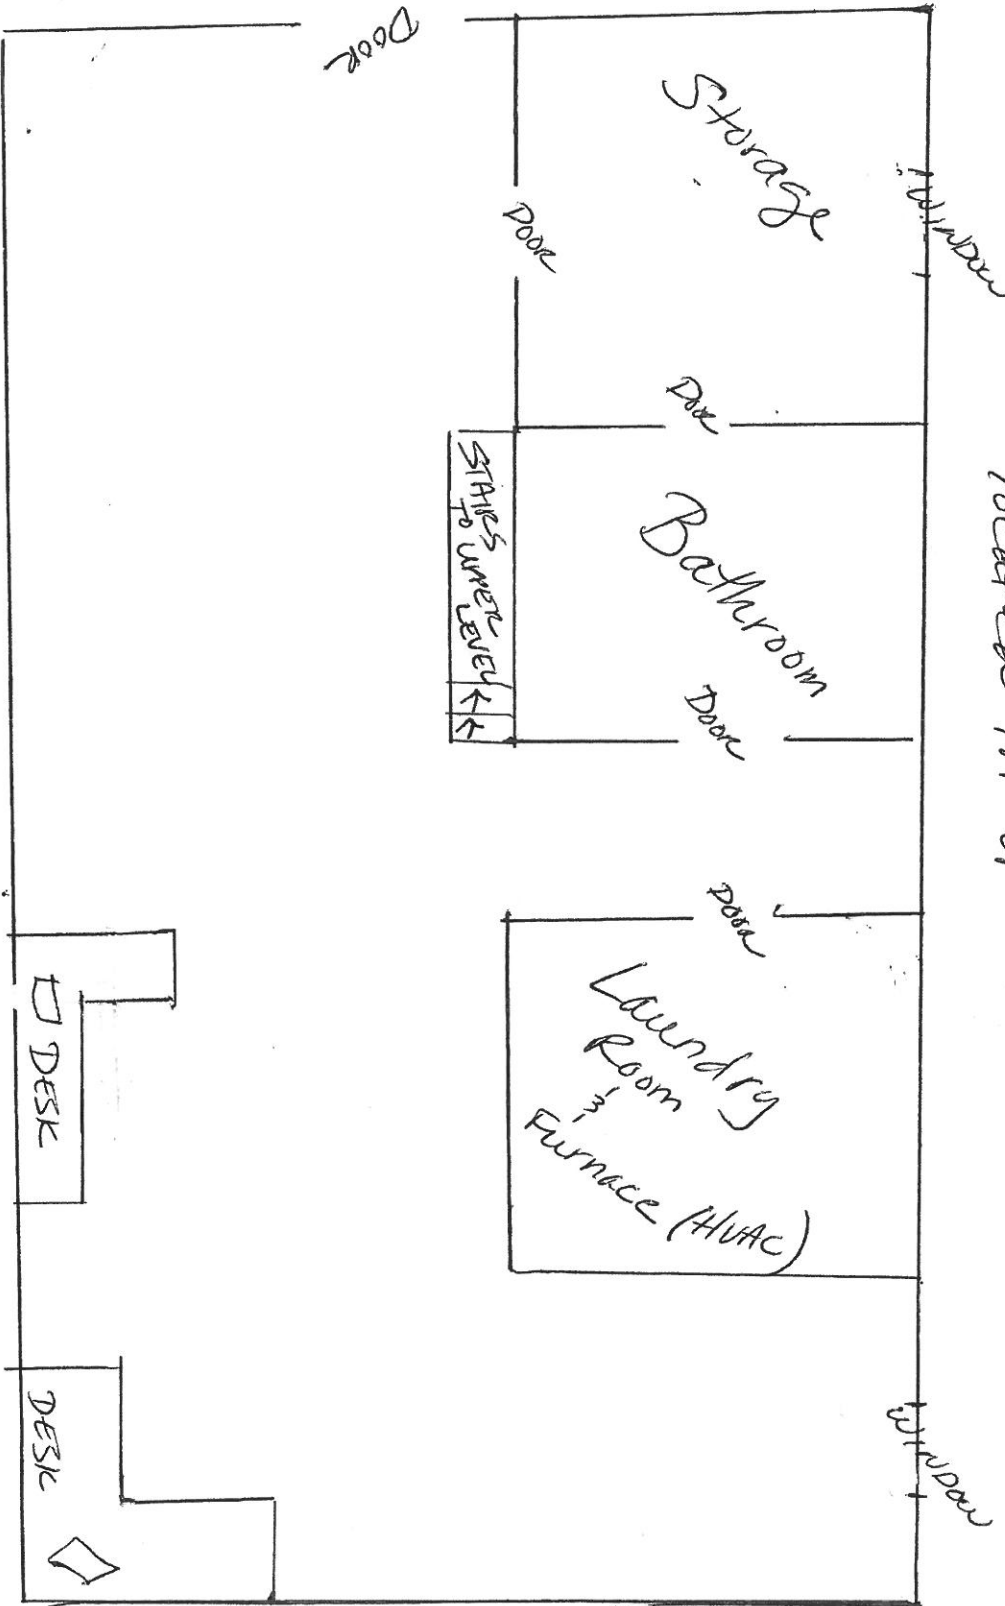 Door
Storage
WINDOW
DOOR
Door
STAIRS
TO UPPER
LEVEL
Bathroom
Door
Door
Laundry
Room
&
Furnace (HVAC)
DESK
DESK
WINDOW